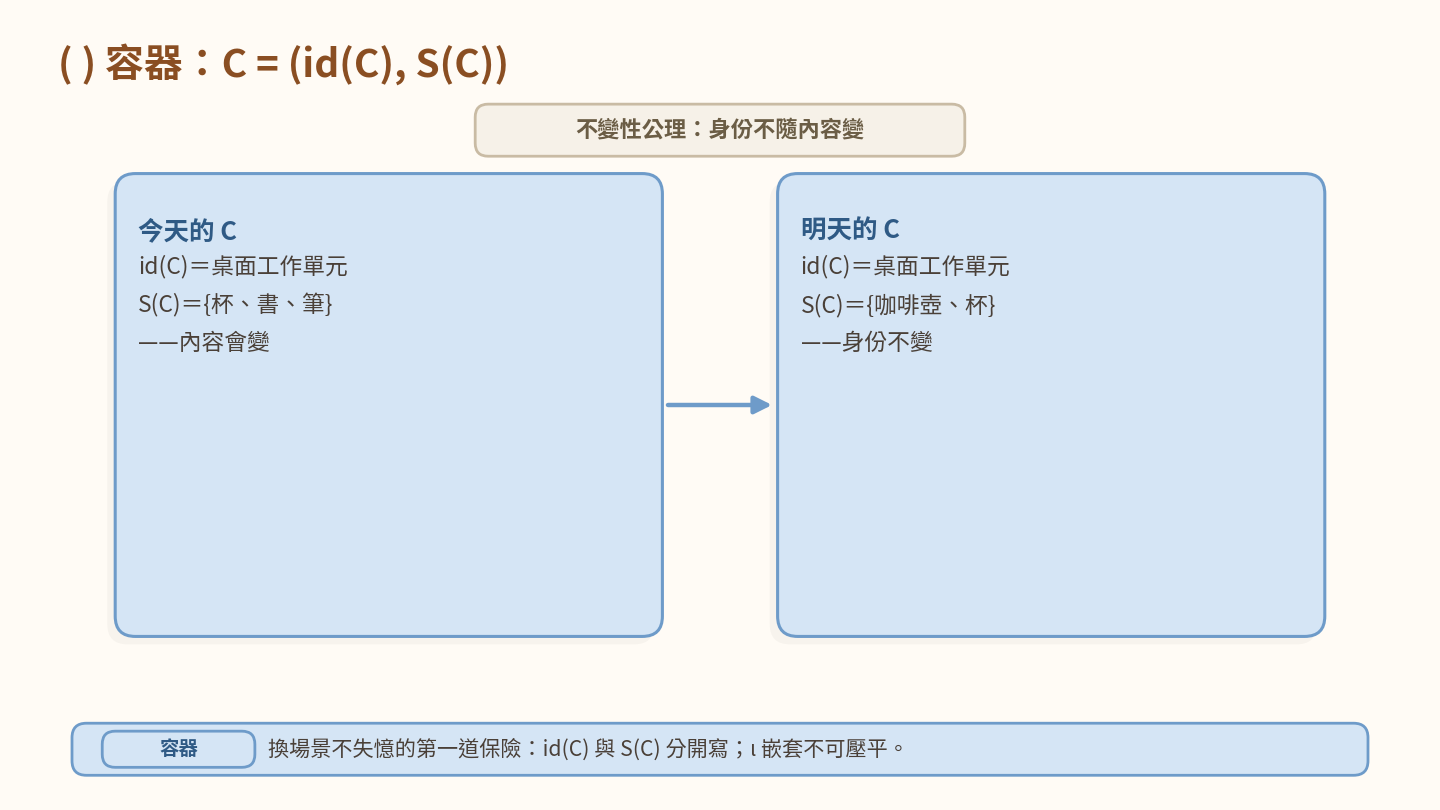 ( ) 容器：C = (id(C), S(C))
不變性公理：身份不隨內容變
今天的 C
id(C)＝桌面工作單元
S(C)＝{杯、書、筆}
——內容會變
明天的 C
id(C)＝桌面工作單元
S(C)＝{咖啡壺、杯}
——身份不變
容器
換場景不失憶的第一道保險：id(C) 與 S(C) 分開寫；ι 嵌套不可壓平。